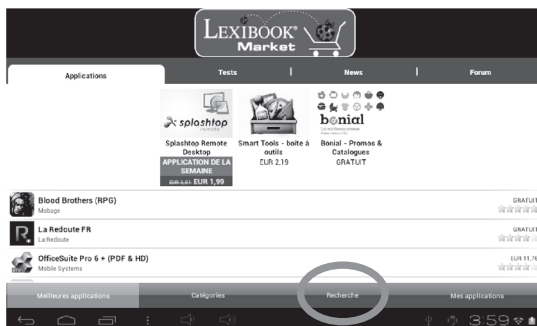 LEXIBOOK®
Market
Applications | Tests | News | Forum
splashtop
remote
bonial
Splashtop Remote Desktop
APPLICATION DE LA SEMAINE
EUR 1,99
Smart Tools - boîte à outils
EUR 2,19
Bonial - Promos & Catalogues
GRATUIT
Blood Brothers (RPG)
Mobage
GRATUIT
R.
La Redoute FR
La Redoute
GRATUIT
OfficeSuite Pro 6 + (PDF & HD)
Mobile Systems
Meilleures applications
Catégories
Recherche
Mes applications
3:59